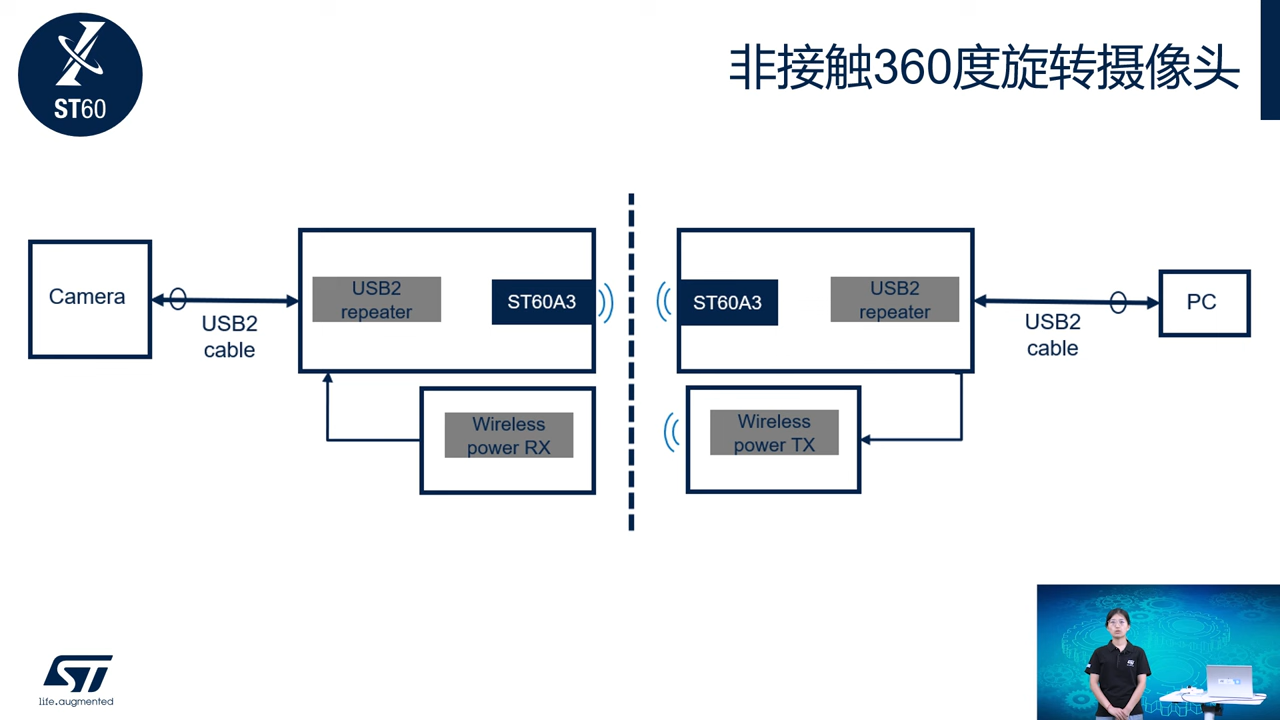 ST60
非接触360度旋转摄像头
Camera
USB2
cable
USB2
repeater
ST60A3
ST60A3
USB2
repeater
USB2
cable
PC
Wireless
power RX
Wireless
power TX
ST
life.augmented